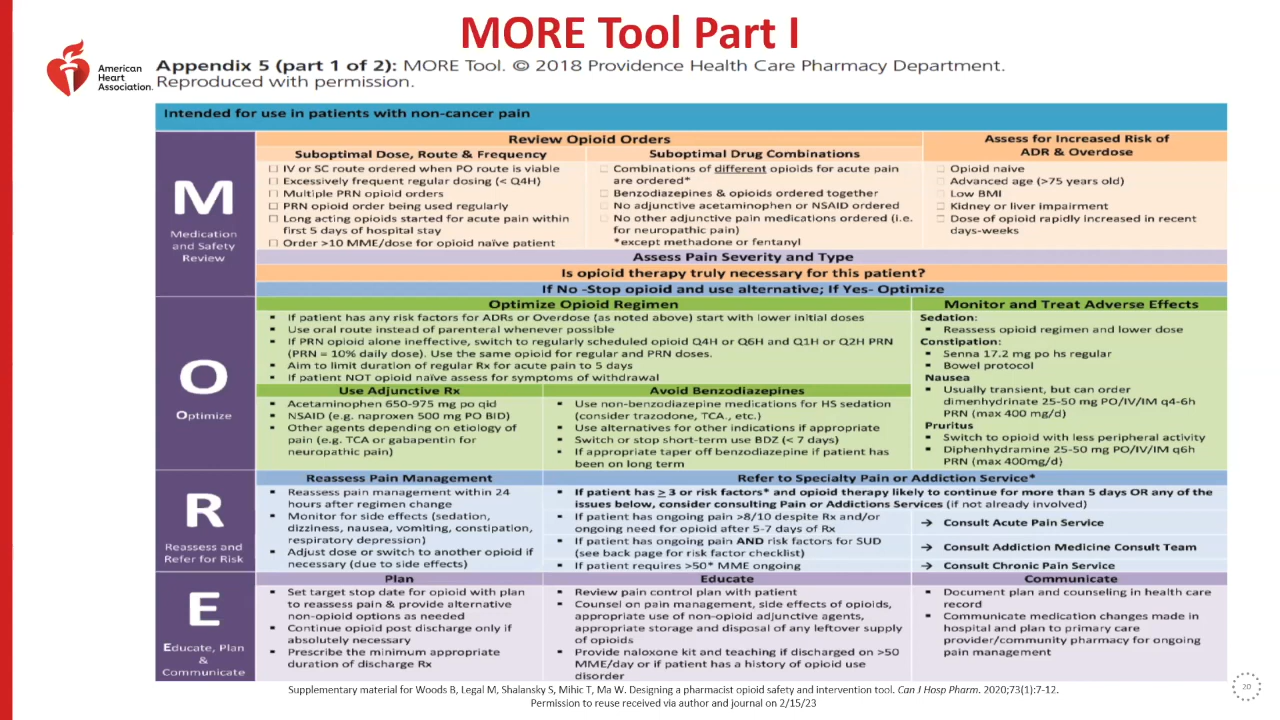 MORE Tool Part I
American
Heart
Association.
Appendix 5 (part 1 of 2): MORE Tool. © 2018 Providence Health Care Pharmacy Department.
Reproduced with permission.
Intended for use in patients with non-cancer pain
M
Medication
and Safety
Review
Review Opioid Orders
Suboptimal Dose, Route & Frequency
☐ IV or SC route ordered when PO route is viable
☐ Excessively frequent regular dosing (< Q4H)
☐ Multiple PRN opioid orders
☐ PRN opioid order being used regularly
☐ Long acting opioids started for acute pain within
first 5 days of hospital stay
☐ Order >10 MME/dose for opioid naïve patient
Suboptimal Drug Combinations
☐ Combinations of different opioids for acute pain
are ordered*
☐ Benzodiazepines & opioids ordered together
☐ No adjunctive acetaminophen or NSAID ordered
☐ No other adjunctive pain medications ordered (i.e.
for neuropathic pain)
*except methadone or fentanyl
Assess for Increased Risk of
ADR & Overdose
☐ Opioid naive
☐ Advanced age (>75 years old)
☐ Low BMI
☐ Kidney or liver impairment
☐ Dose of opioid rapidly increased in recent
days-weeks
Assess Pain Severity and Type
Is opioid therapy truly necessary for this patient?
If No -Stop opioid and use alternative; If Yes- Optimize
O
Optimize
Optimize Opioid Regimen
▪ If patient has any risk factors for ADRs or Overdose (as noted above) start with lower initial doses
▪ Use oral route instead of parenteral whenever possible
▪ If PRN opioid alone ineffective, switch to regularly scheduled opioid Q4H or Q6H and Q1H or Q2H PRN
(PRN = 10% daily dose). Use the same opioid for regular and PRN doses.
▪ Aim to limit duration of regular Rx for acute pain to 5 days
▪ If patient NOT opioid naïve assess for symptoms of withdrawal
Use Adjunctive Rx
▪ Acetaminophen 650-975 mg po qid
▪ NSAID (e.g. naproxen 500 mg PO BID)
▪ Other agents depending on etiology of
pain (e.g. TCA or gabapentin for
neuropathic pain)
Avoid Benzodiazepines
▪ Use non-benzodiazepine medications for HS sedation
(consider trazodone, TCA., etc.)
▪ Use alternatives for other indications if appropriate
▪ Switch or stop short-term use BDZ (< 7 days)
▪ If appropriate taper off benzodiazepine if patient has
been on long term
Monitor and Treat Adverse Effects
Sedation:
▪ Reassess opioid regimen and lower dose
Constipation:
▪ Senna 17.2 mg po hs regular
▪ Bowel protocol
Nausea
▪ Usually transient, but can order
dimenhydrinate 25-50 mg PO/IV/IM q4-6h
PRN (max 400 mg/d)
Pruritus
▪ Switch to opioid with less peripheral activity
▪ Diphenhydramine 25-50 mg PO/IV/IM q6h
PRN (max 400mg/d)
R
Reassess and
Refer for Risk
Reassess Pain Management
▪ Reassess pain management within 24
hours after regimen change
▪ Monitor for side effects (sedation,
dizziness, nausea, vomiting, constipation,
respiratory depression)
▪ Adjust dose or switch to another opioid if
necessary (due to side effects)
Refer to Specialty Pain or Addiction Service*
▪ If patient has ≥ 3 or risk factors* and opioid therapy likely to continue for more than 5 days OR any of the
issues below, consider consulting Pain or Addictions Services (if not already involved)
▪ If patient has ongoing pain >8/10 despite Rx and/or
ongoing need for opioid after 5-7 days of Rx
→ Consult Acute Pain Service
▪ If patient has ongoing pain AND risk factors for SUD
(see back page for risk factor checklist)
→ Consult Addiction Medicine Consult Team
▪ If patient requires >50* MME ongoing
→ Consult Chronic Pain Service
E
Educate, Plan
&
Communicate
Plan
▪ Set target stop date for opioid with plan
to reassess pain & provide alternative
non-opioid options as needed
▪ Continue opioid post discharge only if
absolutely necessary
▪ Prescribe the minimum appropriate
duration of discharge Rx
Educate
▪ Review pain control plan with patient
▪ Counsel on pain management, side effects of opioids,
appropriate use of non-opioid adjunctive agents,
appropriate storage and disposal of any leftover supply
of opioids
▪ Provide naloxone kit and teaching if discharged on >50
MME/day or if patient has a history of opioid use
disorder
Communicate
▪ Document plan and counseling in health care
record
▪ Communicate medication changes made in
hospital and plan to primary care
provider/community pharmacy for ongoing
pain management
Supplementary material for Woods B, Legal M, Shalansky S, Mihic T, Ma W. Designing a pharmacist opioid safety and intervention tool. Can J Hosp Pharm. 2020;73(1):7-12.
Permission to reuse received via author and journal on 2/15/23
20